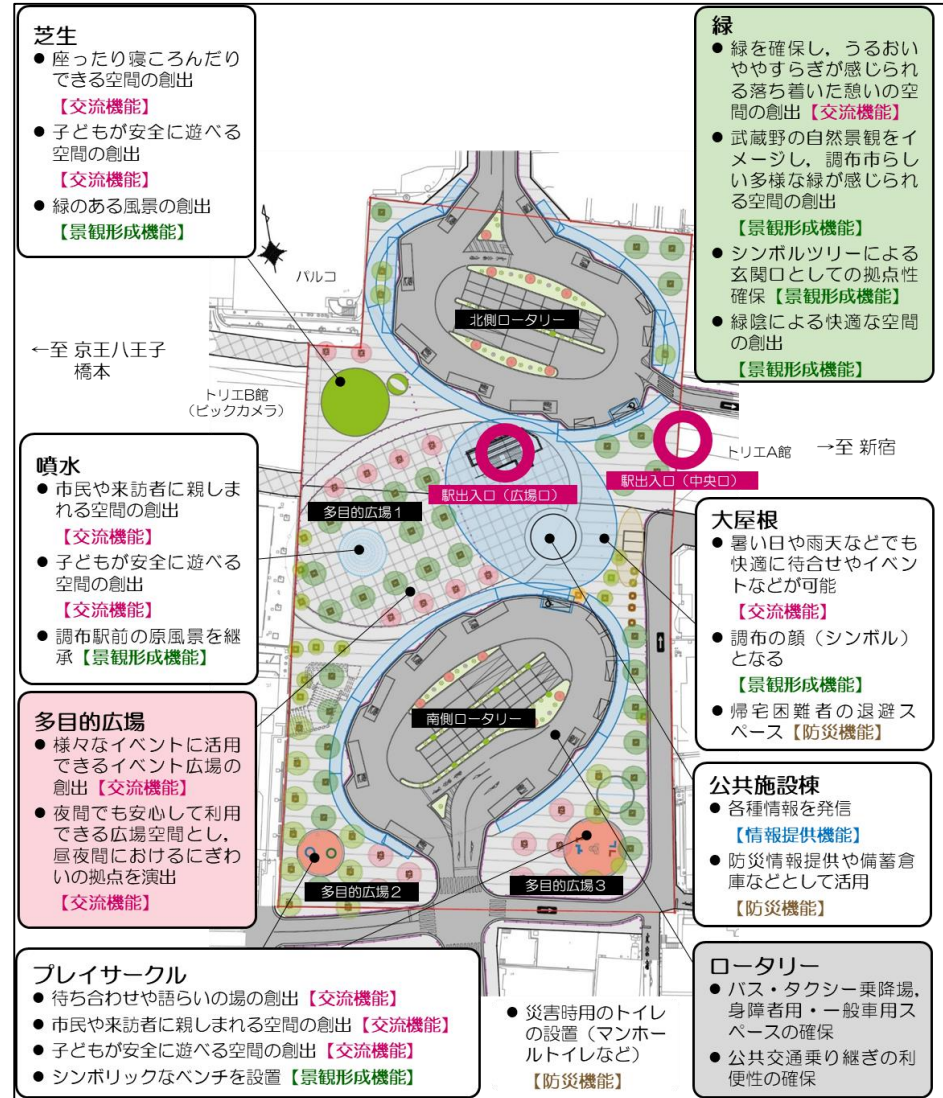 芝生
● 座ったり寝ころんだり
できる空間の創出
【交流機能】
● 子どもが安全に遊べる
空間の創出
【交流機能】
● 緑のある風景の創出
【景観形成機能】
緑
● 緑を確保し，うるおい
ややすらぎが感じられ
る落ち着いた憩いの空
間の創出【交流機能】
● 武蔵野の自然景観をイ
メージし，調布市らし
い多様な緑が感じられ
る空間の創出
【景観形成機能】
● シンボルツリーによる
玄関口としての拠点性
確保【景観形成機能】
● 緑陰による快適な空間
の創出
【景観形成機能】
パルコ
北側ロータリー
←至 京王八王子
橋本
トリエB館
（ビックカメラ）
トリエA館
→至 新宿
駅出入口（広場口）
駅出入口（中央口）
多目的広場1
噴水
● 市民や来訪者に親しま
れる空間の創出
【交流機能】
● 子どもが安全に遊べる
空間の創出
【交流機能】
● 調布駅前の原風景を継
承【景観形成機能】
大屋根
● 暑い日や雨天などでも
快適に待合せやイベン
トなどが可能
【交流機能】
● 調布の顔（シンボル）
となる
【景観形成機能】
● 帰宅困難者の退避ス
ペース【防災機能】
多目的広場
● 様々なイベントに活用
できるイベント広場の
創出【交流機能】
● 夜間でも安心して利用
できる広場空間とし，
昼夜間におけるにぎわ
いの拠点を演出
【交流機能】
南側ロータリー
公共施設棟
● 各種情報を発信
【情報提供機能】
● 防災情報提供や備蓄倉
庫などとして活用
【防災機能】
多目的広場2
多目的広場3
プレイサークル
● 待ち合わせや語らいの場の創出【交流機能】
● 市民や来訪者に親しまれる空間の創出【交流機能】
● 子どもが安全に遊べる空間の創出【交流機能】
● シンボリックなベンチを設置【景観形成機能】
● 災害時用のトイレ
の設置（マンホー
ルトイレなど）
【防災機能】
ロータリー
● バス・タクシー乗降場，
身障者用・一般車用ス
ペースの確保
● 公共交通乗り継ぎの利
便性の確保